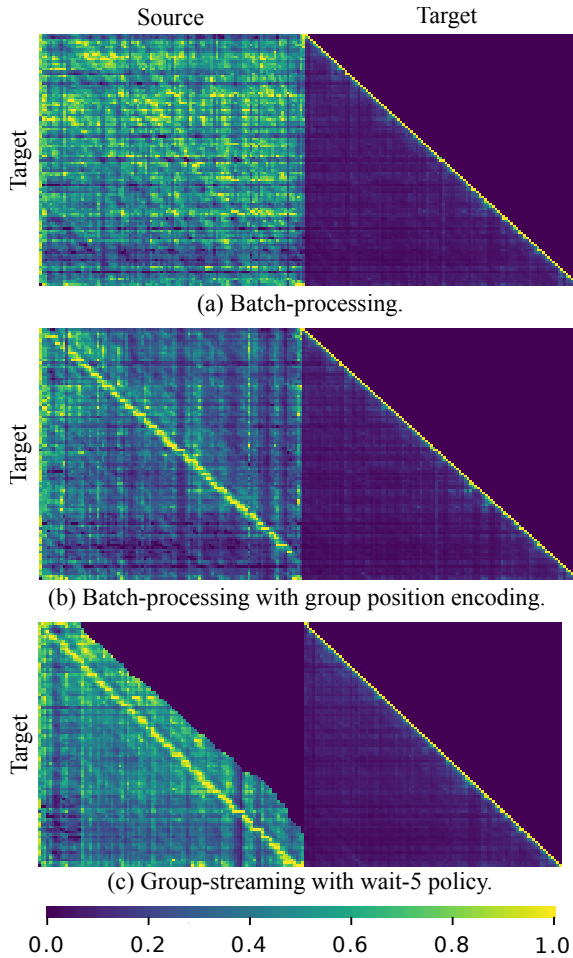 Source Target
Target
(a) Batch-processing.
Target
(b) Batch-processing with group position encoding.
Target
(c) Group-streaming with wait-5 policy.
0.0 0.2 0.4 0.6 0.8 1.0